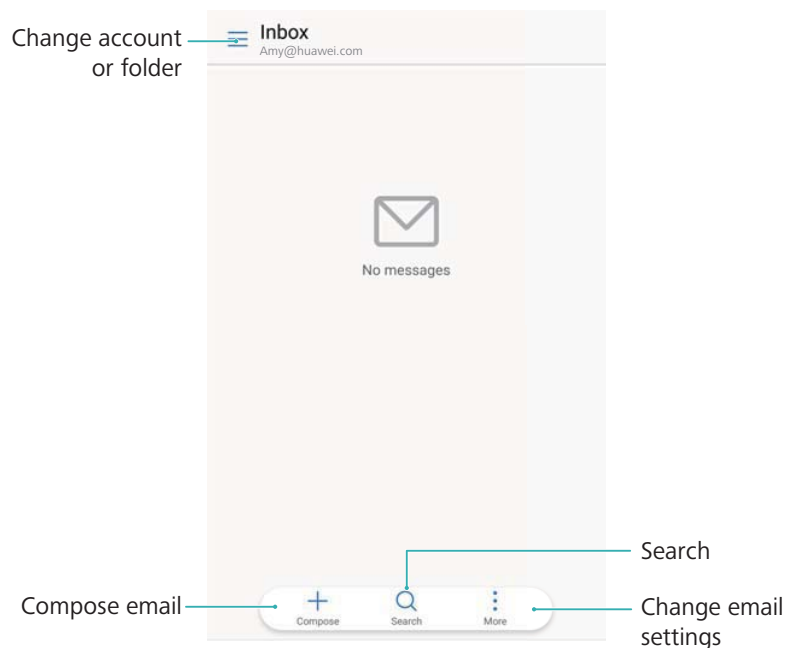 Change account
or folder
Inbox
Amy@huawei.com
No messages
Search
Compose email
Compose
Search
More
Change email
settings